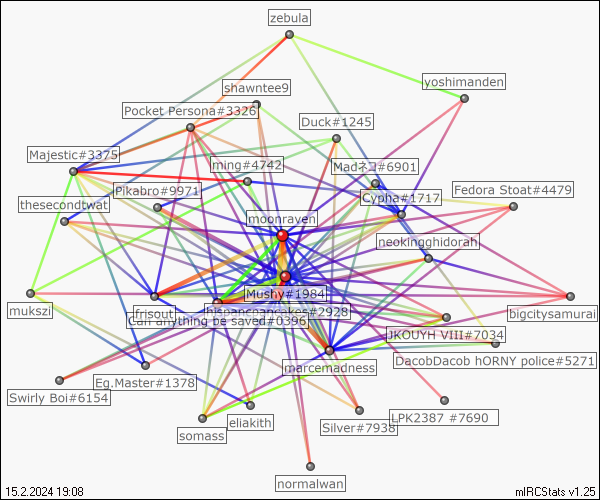 zebula
yoshimanden
shawntee9
Pocket Persona#3326
Duck#1245
Majestic#3375
ming#4742
Madネコ#6901
Pikabro#9971
Cypha#1717
Fedora Stoat#4479
thesecondtwat
moonraven
neokingghidorah
Mushy#1984
mukszi
frisout
hispancpancakes#2928
bigcitysamurai
Can anything be saved#0396
JKOUYH VIII#7034
marcemadness
DacobDacob hORNY police#5271
Eg.Master#1378
Swirly Boi#6154
LPK2387 #7690
eliakith
Silver#7938
somass
normalwan
15.2.2024 19:08
mIRCStats v1.25